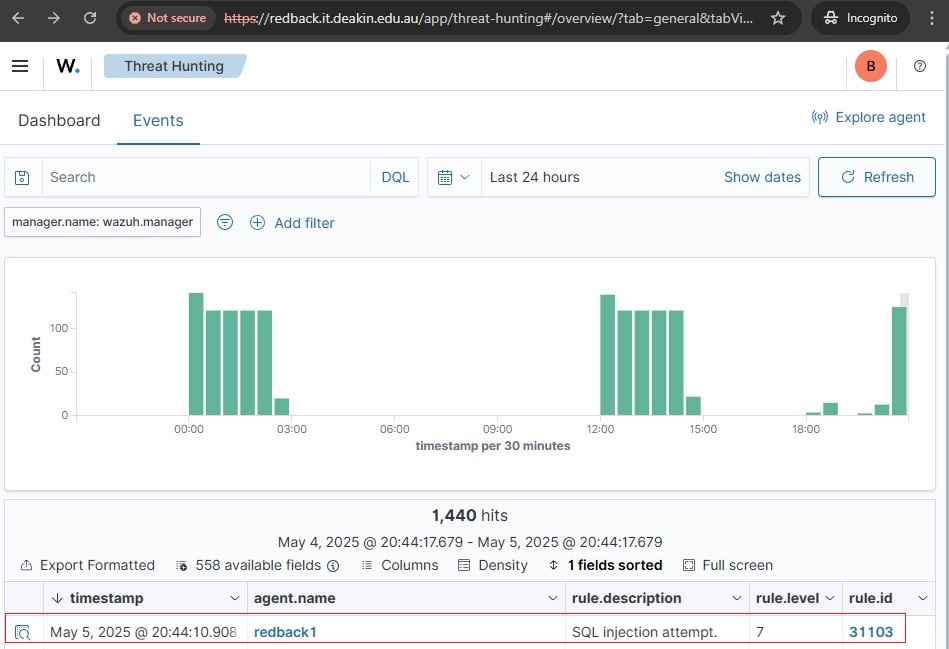 Not secure https://redback.it.deakin.edu.au/app/threat-hunting#/overview/?tab=general&tabVi... Incognito
W. Threat Hunting B
Dashboard Events Explore agent
Search DQL Last 24 hours Show dates Refresh
manager.name: wazuh.manager Add filter
100
50
0
Count
00:00 03:00 06:00 09:00 12:00 15:00 18:00
timestamp per 30 minutes
1,440 hits
May 4, 2025 @ 20:44:17.679 - May 5, 2025 @ 20:44:17.679
Export Formatted 558 available fields Columns Density 1 fields sorted Full screen
timestamp agent.name rule.description rule.level rule.id
May 5, 2025 @ 20:44:10.908 redback1 SQL injection attempt. 7 31103